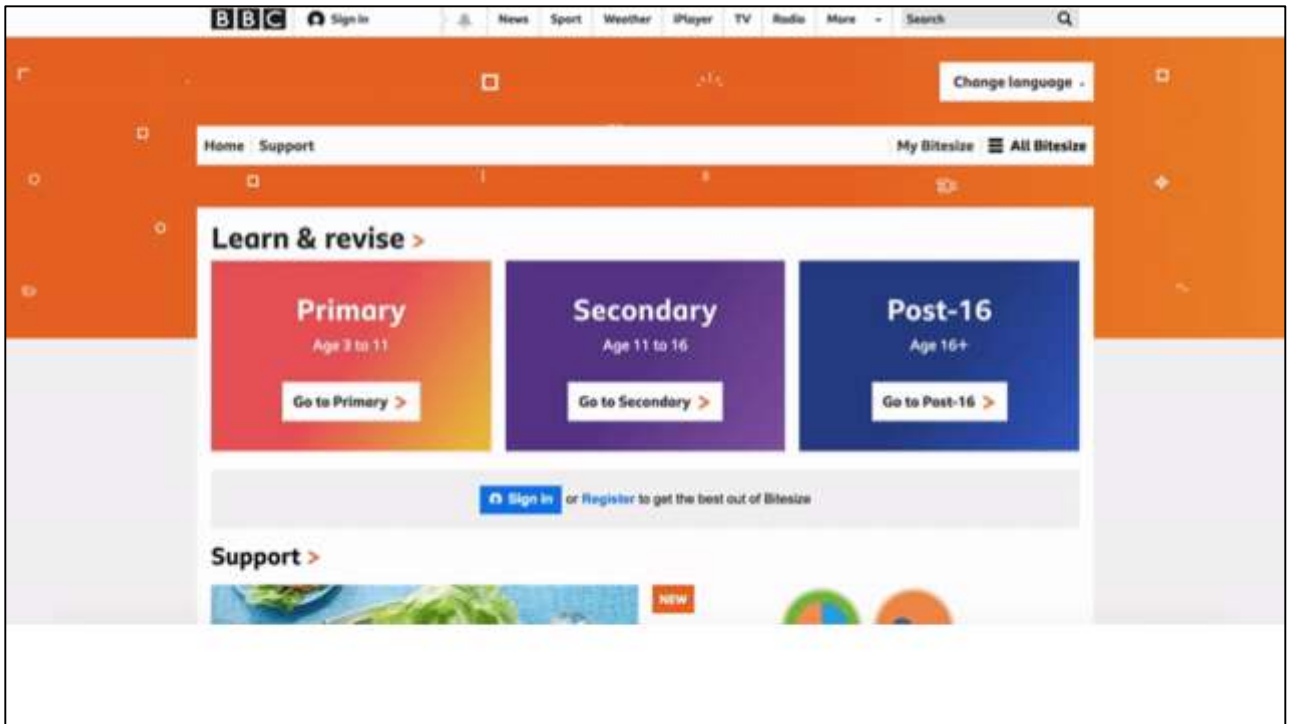 BBC Sign in News Sport Weather iPlayer TV Radio More Search
Change language
Home Support My Bitesize All Bitesize
Learn & revise >
Primary
Age 3 to 11
Go to Primary >
Secondary
Age 11 to 16
Go to Secondary >
Post-16
Age 16+
Go to Post-16 >
Sign in or Register to get the best out of Bitesize
Support >
NEW